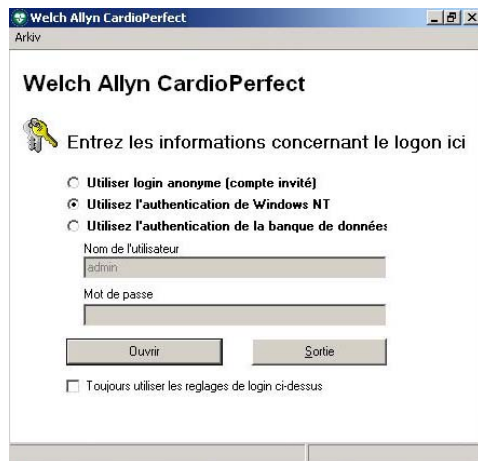 Welch Allyn CardioPerfect
Arkiv
Welch Allyn CardioPerfect
Entrez les informations concernant le logon ici
Utiliser login anonyme (compte invité)
Utilisez l'authentication de Windows NT
Utilisez l'authentication de la banque de données
Nom de l'utilisateur
admin
Mot de passe
Ouvrir
Sortie
Toujours utiliser les reglages de login ci-dessus